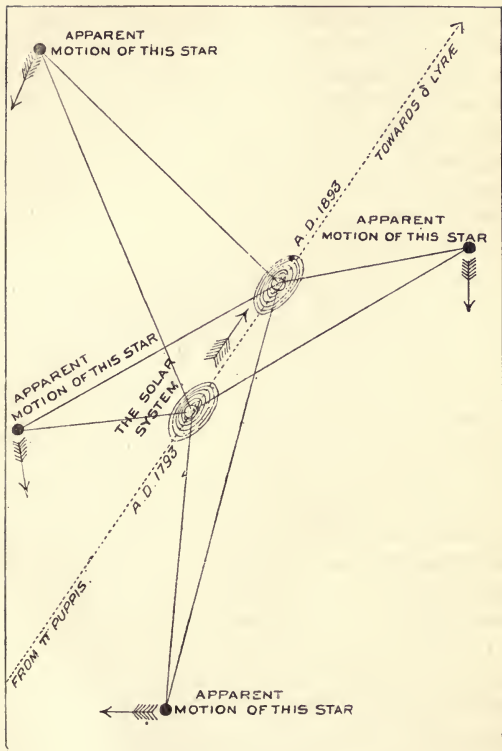 APPARENT
MOTION OF THIS STAR
TOWARDS δ LYRÆ
A.D. 1893
APPARENT
MOTION OF THIS STAR
APPARENT
MOTION OF THIS STAR
THE SOLAR
SYSTEM
A.D. 1793
FROM π PUPPIS.
APPARENT
MOTION OF THIS STAR